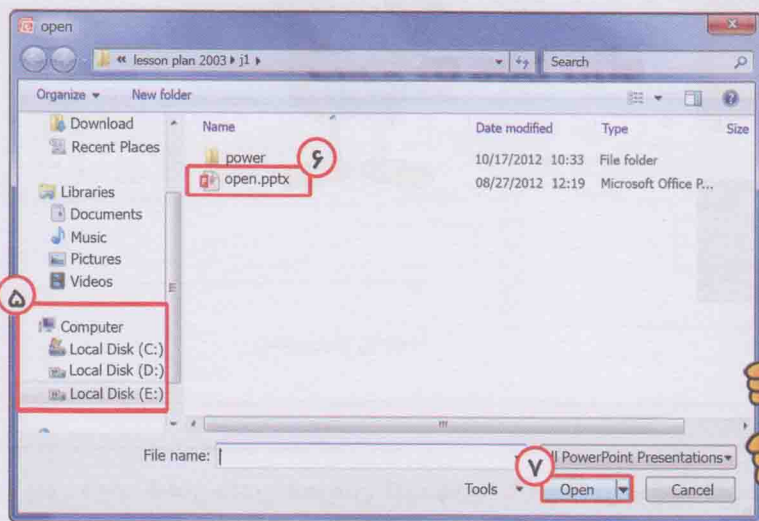 open
« lesson plan 2003 ▸ j1 ▸ Search
Organize New folder
Download
Recent Places
Libraries
Documents
Music
Pictures
Videos
۵
Computer
Local Disk (C:)
Local Disk (D:)
Local Disk (E:)
Name Date modified Type Size
power 10/17/2012 10:33 File folder
۶
open.pptx 08/27/2012 12:19 Microsoft Office P...
File name: ll PowerPoint Presentations
۷
Tools Open Cancel